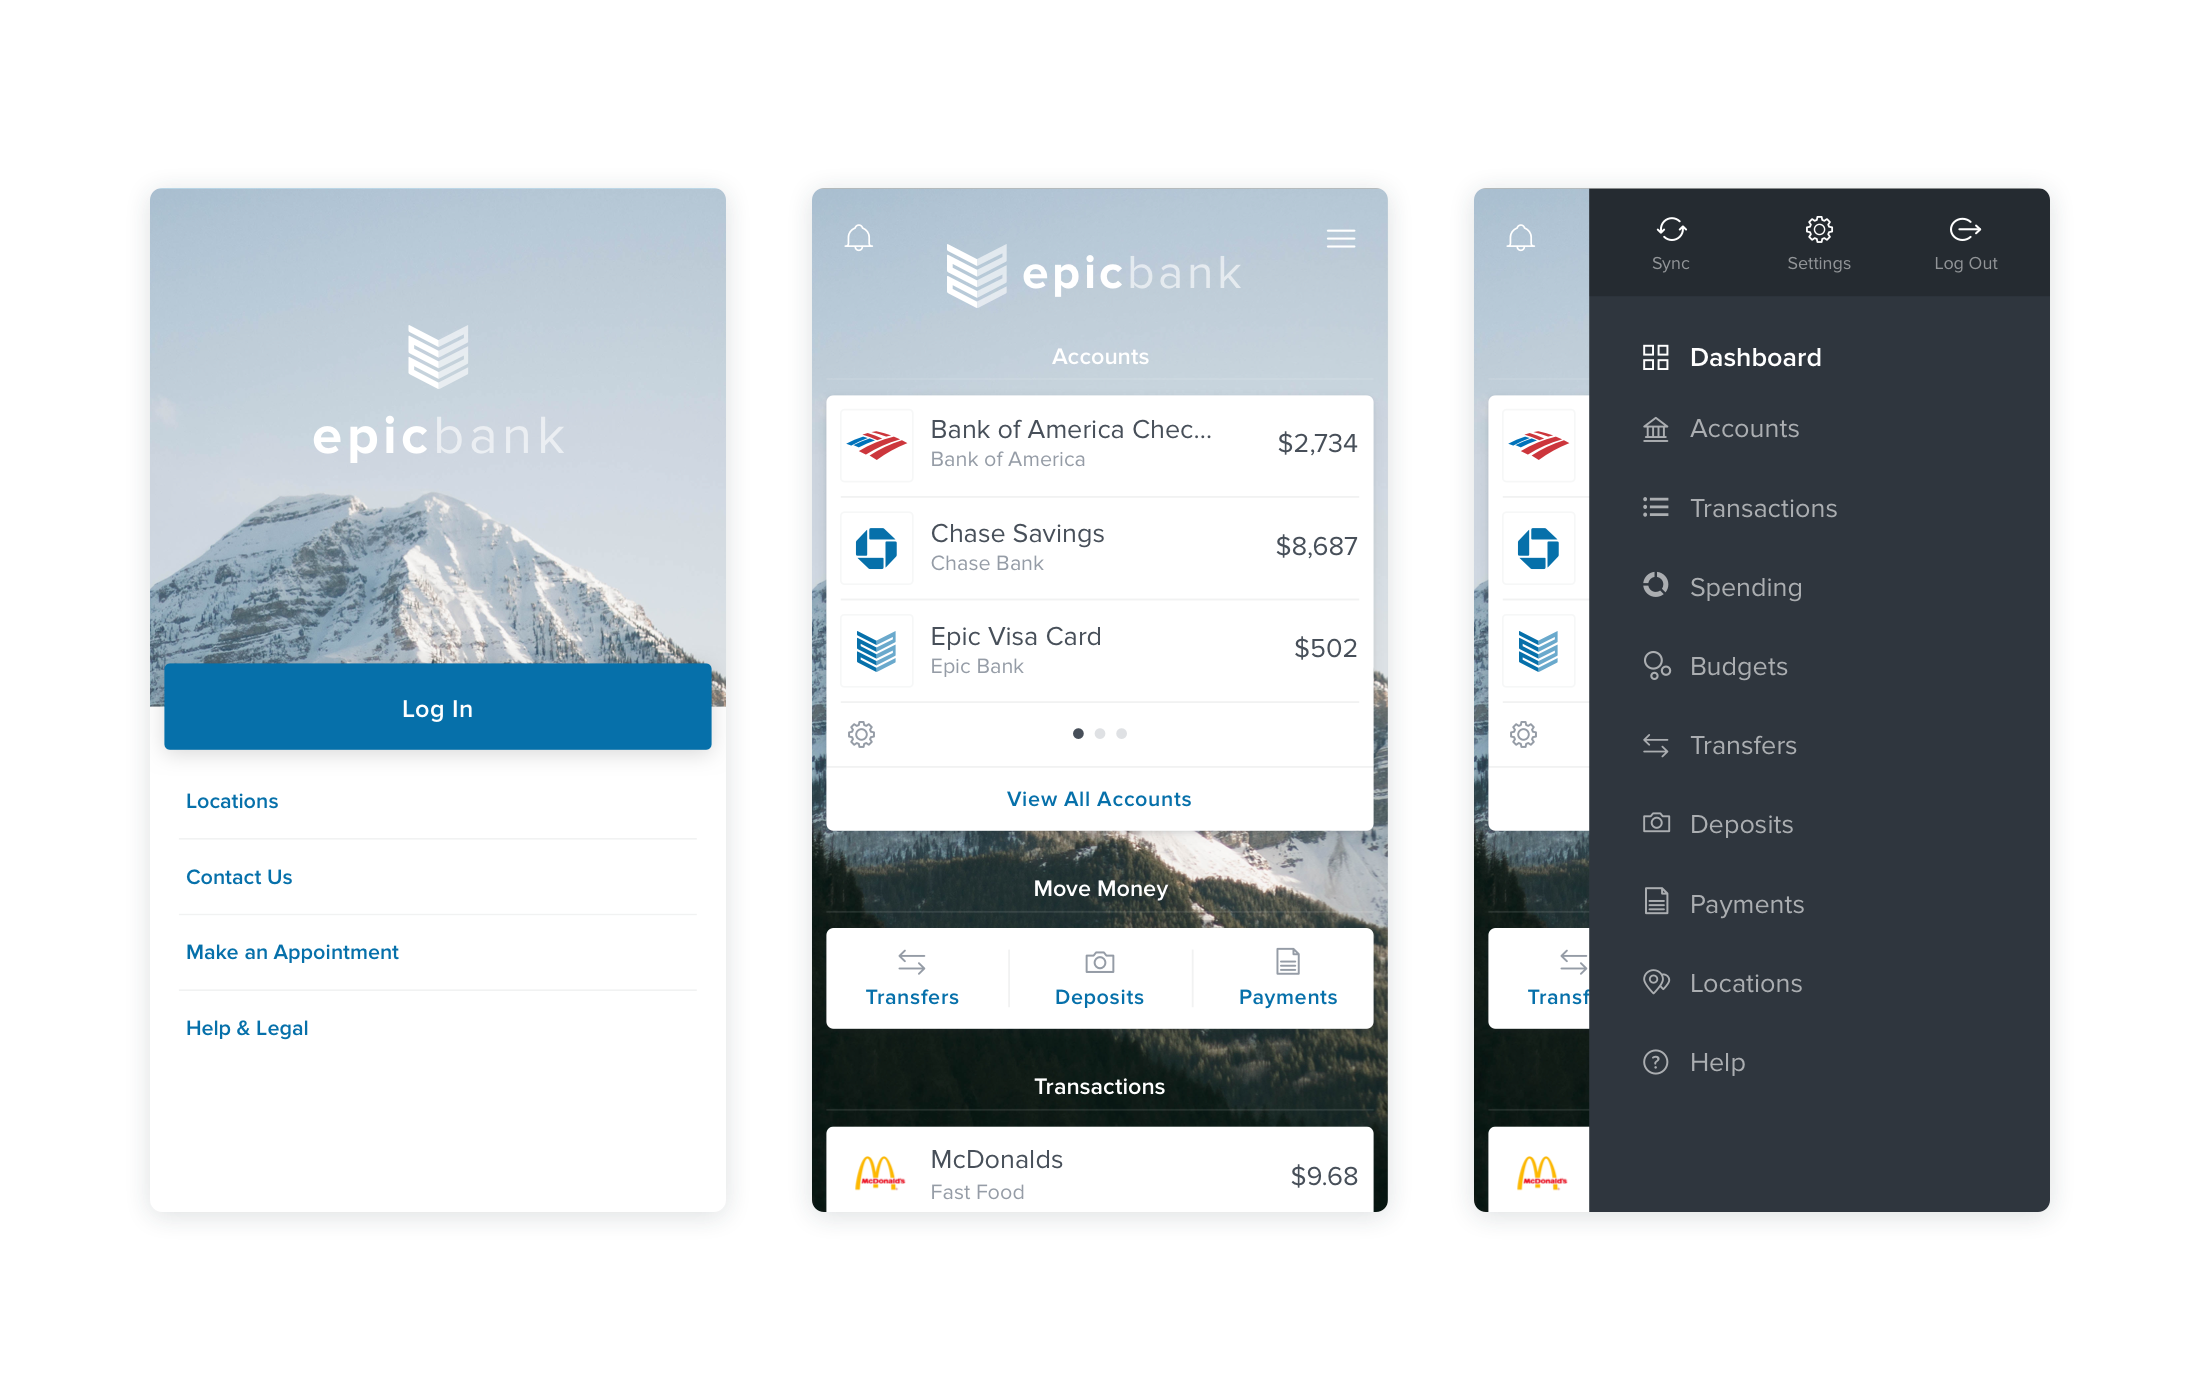 epicbank
Log In
Locations
Contact Us
Make an Appointment
Help & Legal
epicbank
Accounts
Bank of America Chec...
Bank of America
$2,734
Chase Savings
Chase Bank
$8,687
Epic Visa Card
Epic Bank
$502
View All Accounts
Move Money
Transfers
Deposits
Payments
Transactions
McDonald's
McDonalds
Fast Food
$9.68
Transf
McDonald's
Sync
Settings
Log Out
Dashboard
Accounts
Transactions
Spending
Budgets
Transfers
Deposits
Payments
Locations
? Help